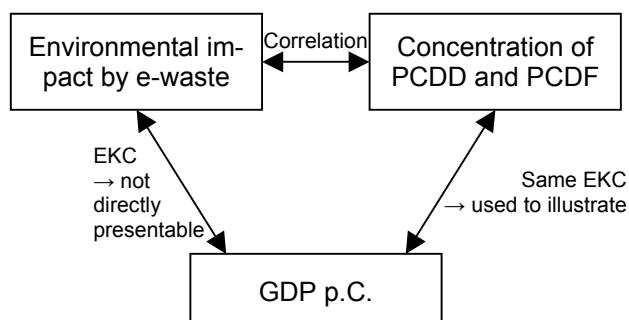 Environmental im-
pact by e-waste
Correlation
Concentration of
PCDD and PCDF
EKC
→ not
directly
presentable
Same EKC
→ used to illustrate
GDP p.C.